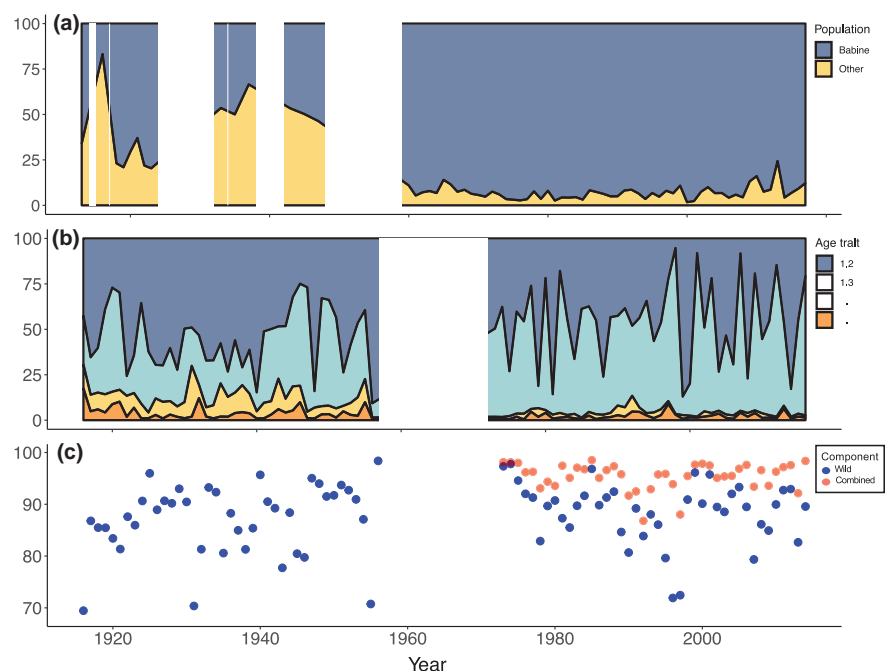 (a)
100
75
50
25
0
Population
Babine
Other
(b)
100
75
50
25
0
Age trait
1,2
1.3
.
.
(c)
100
90
80
70
Component
Wild
Combined
1920
1940
1960
1980
2000
Year